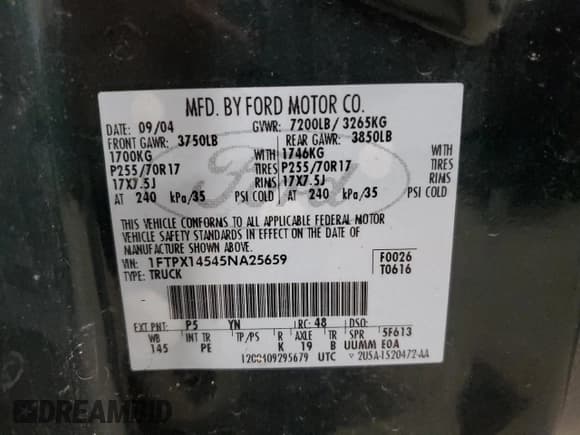 MFD. BY FORD MOTOR CO.
DATE: 09/04 GVWR: 7200LB/ 3265KG
FRONT GAWR: 3750LB REAR GAWR: 3850LB
1700KG WITH 1746KG WITH
P255/70R17 TIRES P255/70R17 TIRES
17X7.5J RIMS 17X7.5J RIMS
AT 240 kPa/35 PSI COLD AT 240 kPa/35 PSI COLD
THIS VEHICLE CONFORMS TO ALL APPLICABLE FEDERAL MOTOR
VEHICLE SAFETY STANDARDS IN EFFECT ON THE DATE OF
MANUFACTURE SHOWN ABOVE.
VIN: 1FTPX14545NA25659 F0026
TYPE: TRUCK T0616
EXT PNT: P5 YN RC: 48 DSO:
WB INT TR TP/PS R AXLE TR SPR 5F613
145 PE K 19 B UUMM E0A
UTC 2U5A-1520472-AA
Ford
DREAMBID